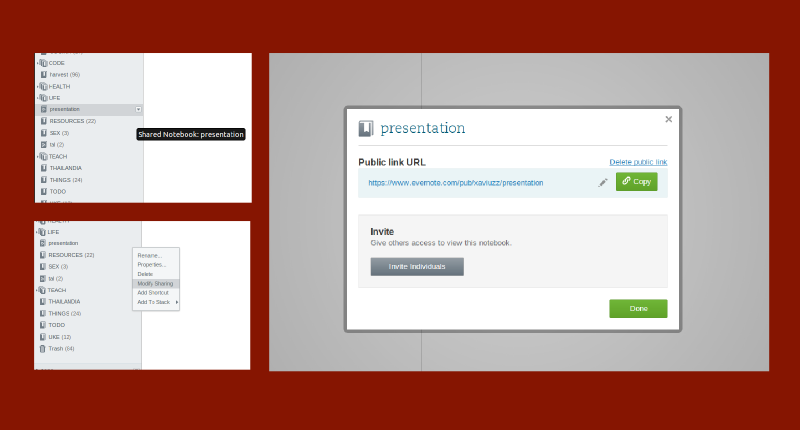 CODE
harvest (96)
HEALTH
LIFE
presentation
RESOURCES (22)
SEX (3)
tal (2)
TEACH
THAILANDIA
THINGS (24)
TODO
Shared Notebook: presentation
LIFE
presentation
RESOURCES (22)
SEX (3)
tal (2)
TEACH
THAILANDIA
THINGS (24)
TODO
UKE (12)
Trash (64)
Rename...
Properties...
Delete
Modify Sharing
Add Shortcut
Add To Stack
presentation
Public link URL
Delete public link
https://www.evernote.com/pub/xaviuzz/presentation
Copy
Invite
Give others access to view this notebook.
Invite Individuals
Done